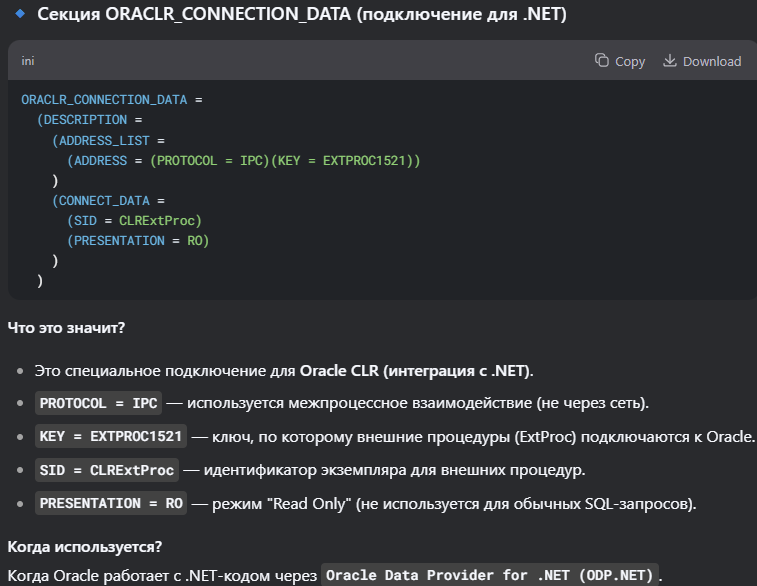 Секция ORACLR_CONNECTION_DATA (подключение для .NET)
ini
Copy
Download
ORACLR_CONNECTION_DATA =
(DESCRIPTION =
(ADDRESS_LIST =
(ADDRESS = (PROTOCOL = IPC)(KEY = EXTPROC1521))
)
(CONNECT_DATA =
(SID = CLRExtProc)
(PRESENTATION = RO)
)
)
Что это значит?
Это специальное подключение для Oracle CLR (интеграция с .NET).
PROTOCOL = IPC — используется межпроцессное взаимодействие (не через сеть).
KEY = EXTPROC1521 — ключ, по которому внешние процедуры (ExtProc) подключаются к Oracle.
SID = CLRExtProc — идентификатор экземпляра для внешних процедур.
PRESENTATION = RO — режим "Read Only" (не используется для обычных SQL-запросов).
Когда используется?
Когда Oracle работает с .NET-кодом через Oracle Data Provider for .NET (ODP.NET).